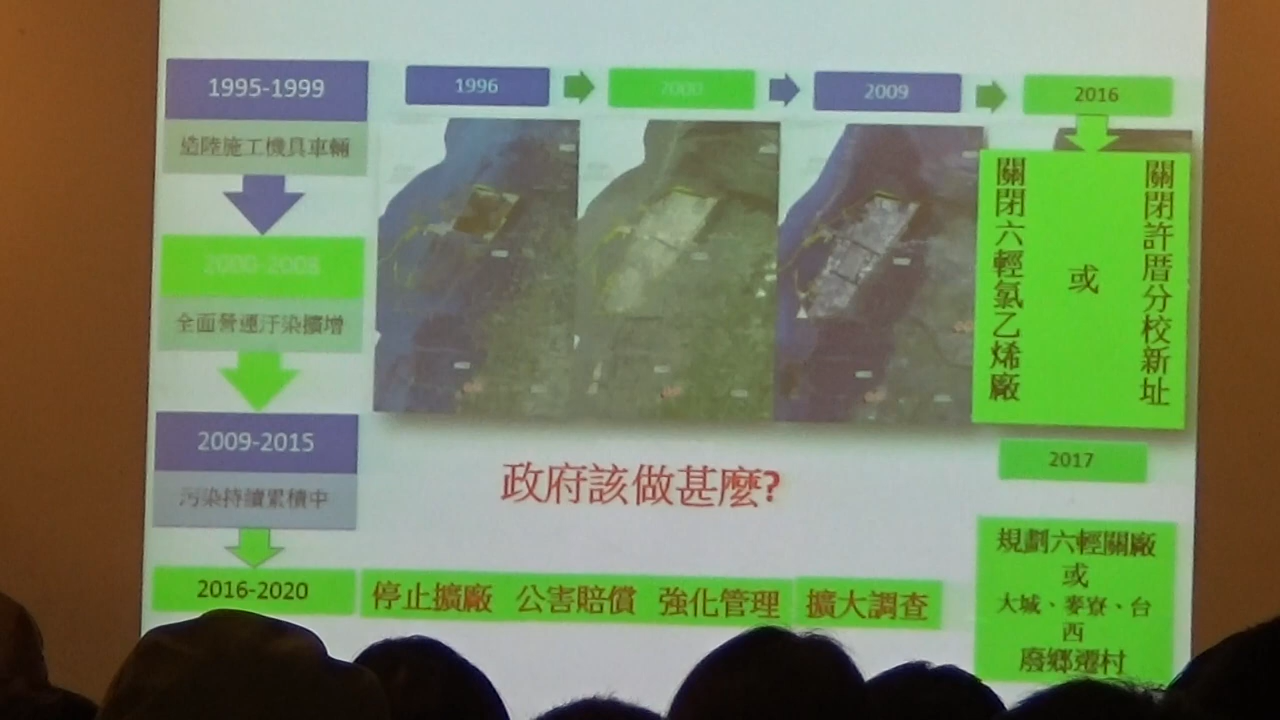 1995-1999
造陸施工機具車輛
2000-2008
全面營運汙染擴增
2009-2015
污染持續累積中
2016-2020
1996
2000
2009
2016
關閉六輕氯乙烯廠
或
關閉許厝分校新址
政府該做甚麼?
停止擴廠 公害賠償 強化管理 擴大調查
2017
規劃六輕關廠
或
大城、麥寮、台
西
廢鄉遷村